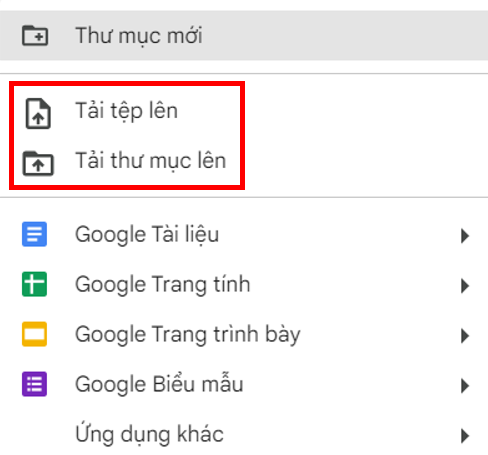 Thư mục mới
Tải tệp lên
Tải thư mục lên
Google Tài liệu
Google Trang tính
Google Trang trình bày
Google Biểu mẫu
Ứng dụng khác